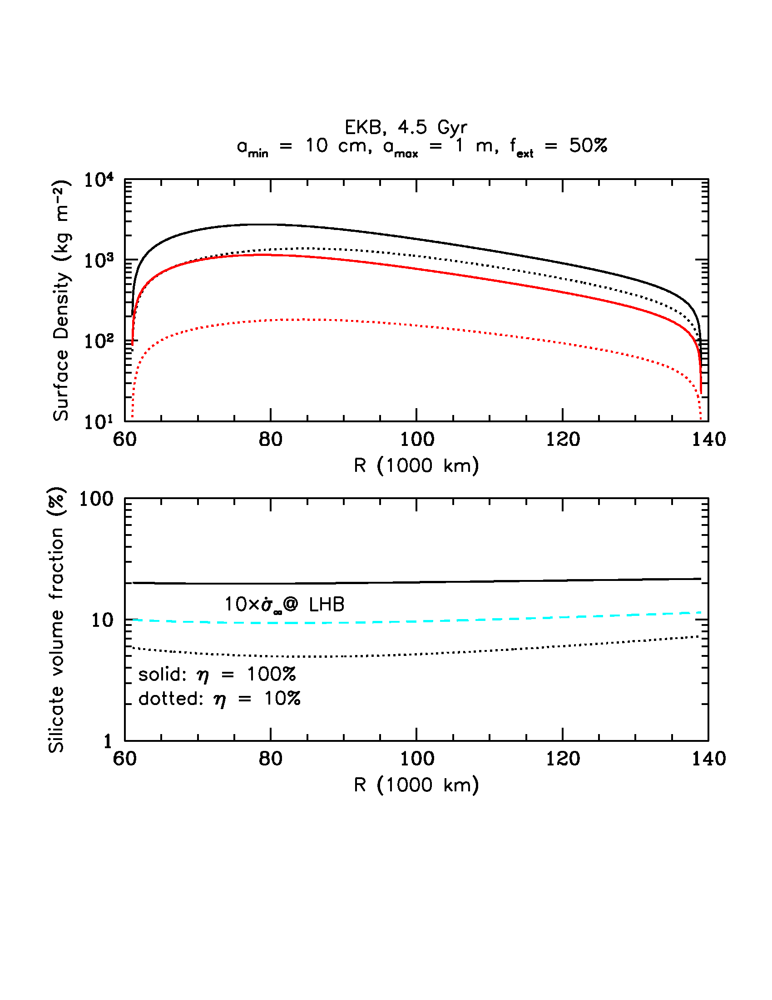 EKB, 4.5 Gyr
a_min = 10 cm, a_max = 1 m, f_ext = 50%
Surface Density (kg m⁻²)
10⁴
10³
10²
10¹
60 80 100 120 140
R (1000 km)
Silicate volume fraction (%)
100
10
1
10×σ̇_∞@ LHB
solid: η = 100%
dotted: η = 10%
60 80 100 120 140
R (1000 km)